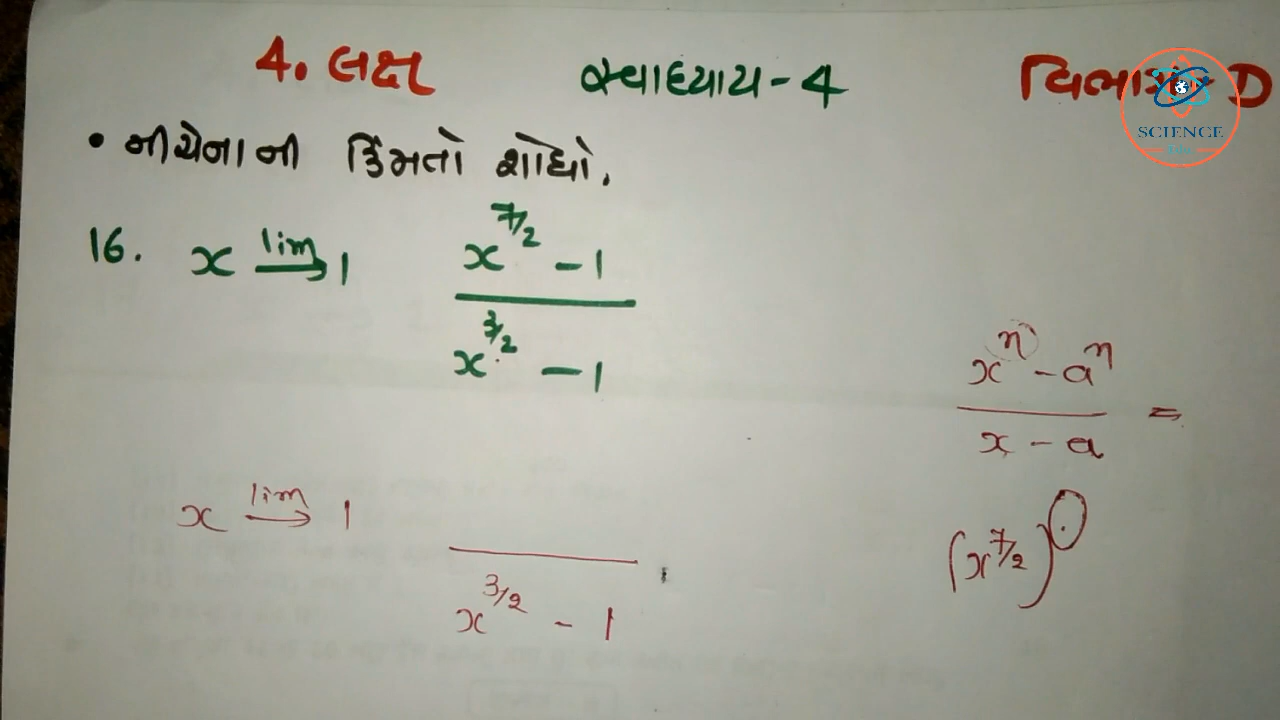 4. લક્ષ સ્વાધ્યાય-4 વિભાગ-D
• નીચેનાની કિંમતો શોધો.
16. x lim→ 1 x^7/2 - 1 / x^3/2 - 1
x^n - a^n / x - a =
x lim→ 1 / x^3/2 - 1
(x^7/2)
SCIENCE